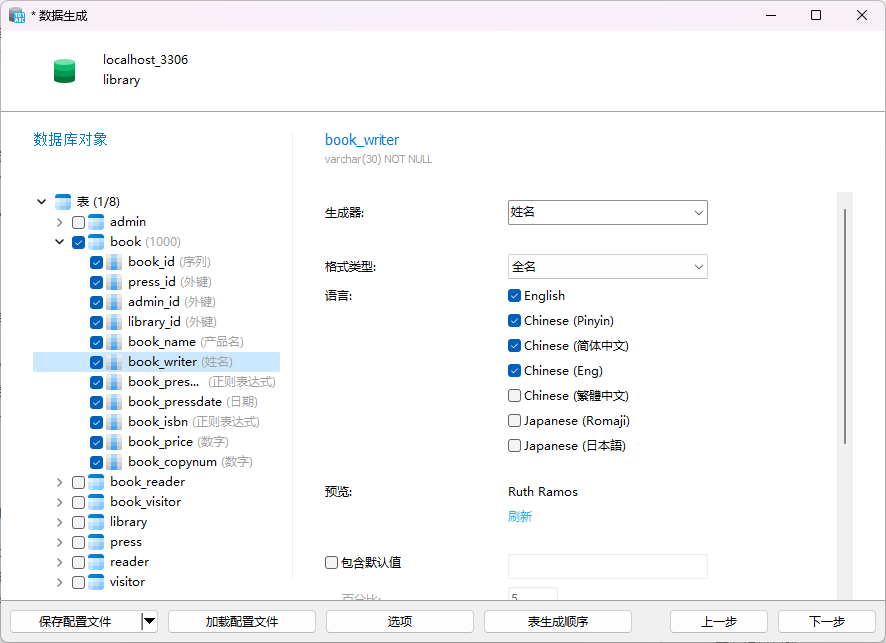 * 数据生成
localhost_3306
library
数据库对象
表 (1/8)
admin
book (1000)
book_id (序列)
press_id (外键)
admin_id (外键)
library_id (外键)
book_name (产品名)
book_writer (姓名)
book_pres... (正则表达式)
book_pressdate (日期)
book_isbn (正则表达式)
book_price (数字)
book_copynum (数字)
book_reader
book_visitor
library
press
reader
visitor
book_writer
varchar(30) NOT NULL
生成器: 姓名
格式类型: 全名
语言: English
Chinese (Pinyin)
Chinese (简体中文)
Chinese (Eng)
Chinese (繁體中文)
Japanese (Romaji)
Japanese (日本語)
预览: Ruth Ramos
刷新
包含默认值
百分比: 5
保存配置文件 加载配置文件 选项 表生成顺序 上一步 下一步